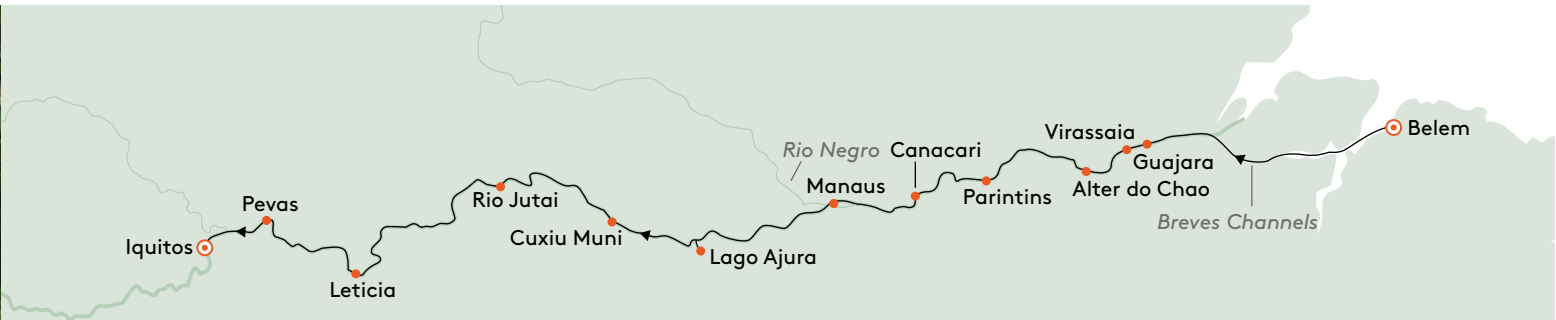 Belem
Virassaia
Guajara
Breves Channels
Alter do Chao
Parintins
Canacari
Rio Negro
Manaus
Lago Ajura
Cuxiu Muni
Rio Jutai
Leticia
Pevas
Iquitos